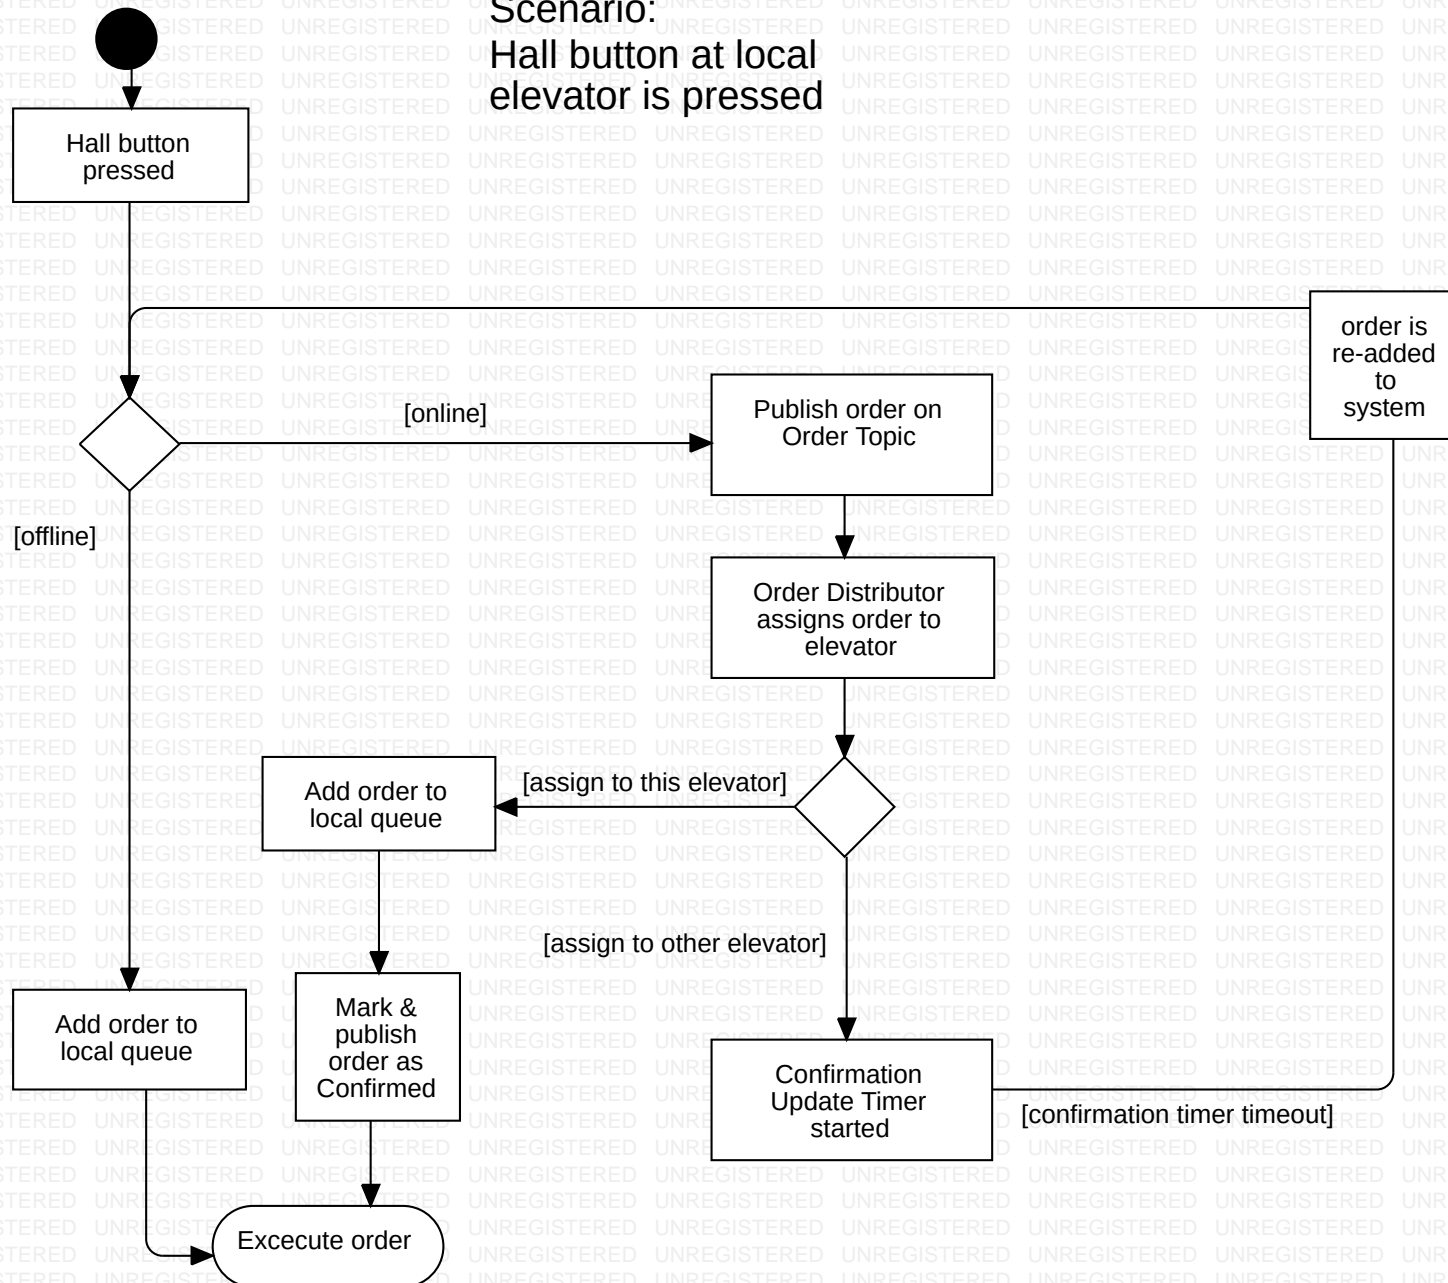 Scenario:
Hall button at local
elevator is pressed
Hall button
pressed
order is
re-added
to
system
[online]
Publish order on
Order Topic
[offline]
Order Distributor
assigns order to
elevator
[assign to this elevator]
Add order to
local queue
[assign to other elevator]
Mark &
publish
order as
Confirmed
Add order to
local queue
Confirmation
Update Timer
started
[confirmation timer timeout]
Excecute order
UNREGISTERED